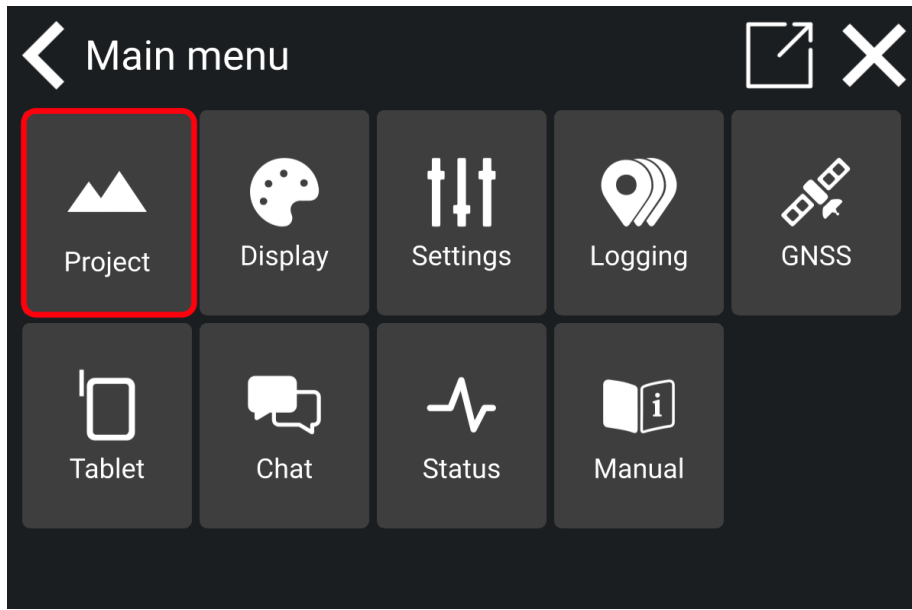 Main menu
Project
Display
Settings
Logging
GNSS
Tablet
Chat
Status
i
Manual